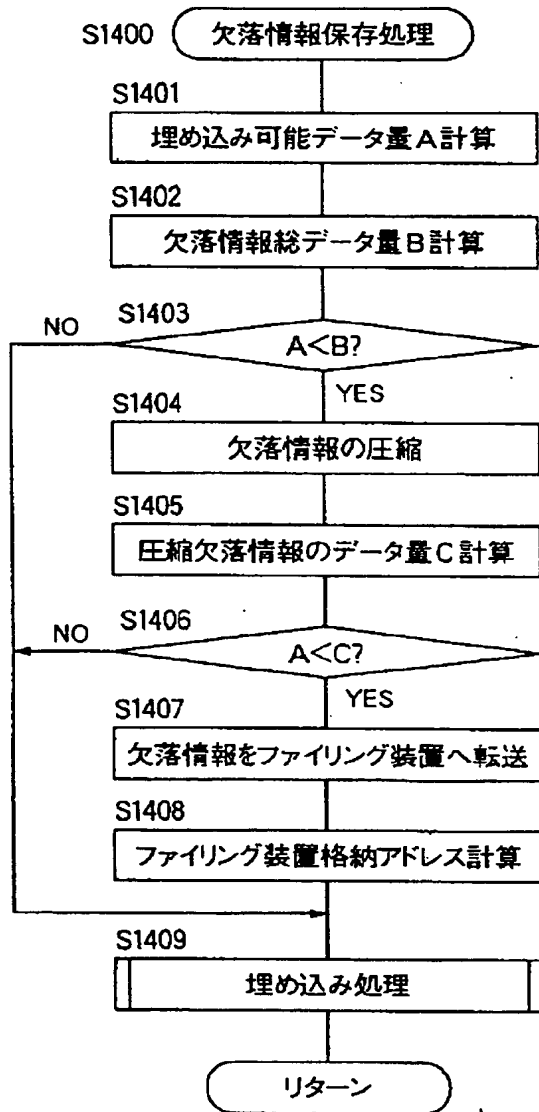 S1400 欠落情報保存処理
S1401
埋め込み可能データ量A計算
S1402
欠落情報総データ量B計算
S1403
NO
A<B?
YES
S1404
欠落情報の圧縮
S1405
圧縮欠落情報のデータ量C計算
S1406
NO
A<C?
YES
S1407
欠落情報をファイリング装置へ転送
S1408
ファイリング装置格納アドレス計算
S1409
埋め込み処理
リターン